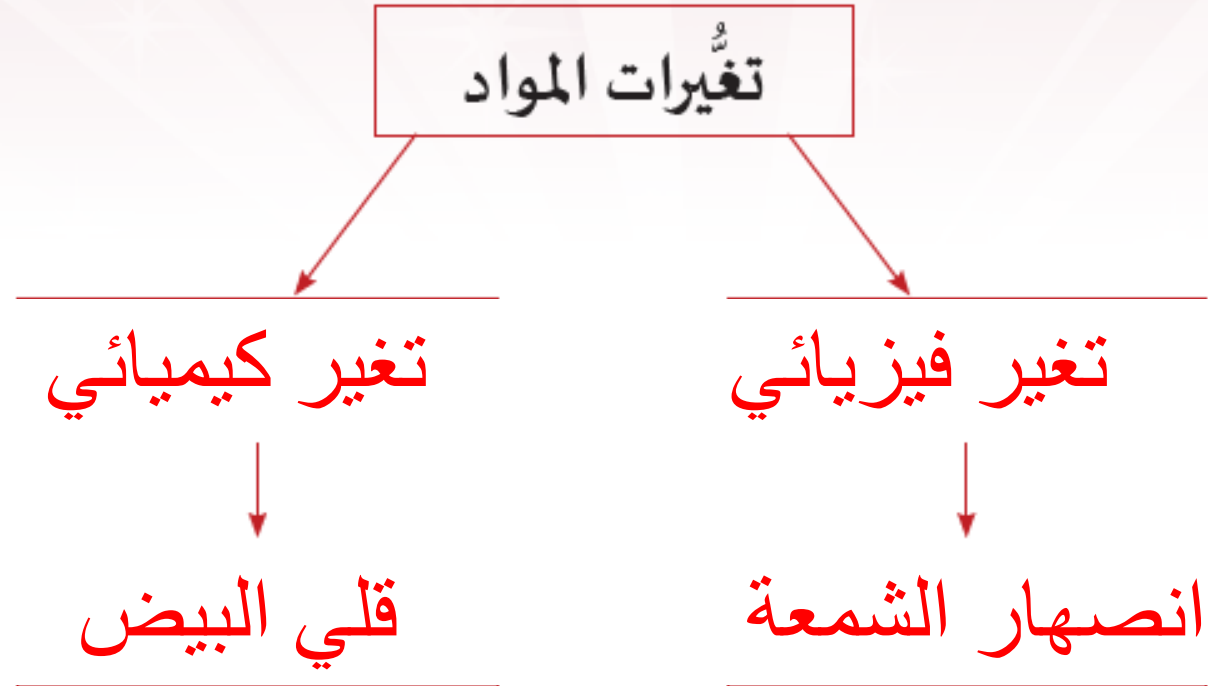 تغيُّرات المواد
تغير فيزيائي
تغير كيميائي
انصهار الشمعة
قلي البيض